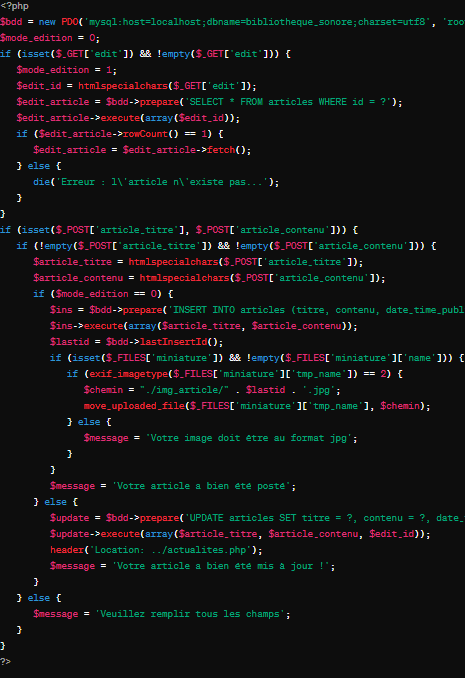 <?php
$bdd = new PDO('mysql:host=localhost;dbname=bibliotheque_sonore;charset=utf8', 'roo
$mode_edition = 0;
if (isset($_GET['edit']) && !empty($_GET['edit'])) {
$mode_edition = 1;
$edit_id = htmlspecialchars($_GET['edit']);
$edit_article = $bdd->prepare('SELECT * FROM articles WHERE id = ?');
$edit_article->execute(array($edit_id));
if ($edit_article->rowCount() == 1) {
$edit_article = $edit_article->fetch();
} else {
die('Erreur : l\'article n\'existe pas...');
}
}
if (isset($_POST['article_titre'], $_POST['article_contenu'])) {
if (!empty($_POST['article_titre']) && !empty($_POST['article_contenu'])) {
$article_titre = htmlspecialchars($_POST['article_titre']);
$article_contenu = htmlspecialchars($_POST['article_contenu']);
if ($mode_edition == 0) {
$ins = $bdd->prepare('INSERT INTO articles (titre, contenu, date_time_publ
$ins->execute(array($article_titre, $article_contenu));
$lastid = $bdd->lastInsertId();
if (isset($_FILES['miniature']) && !empty($_FILES['miniature']['name'])) {
if (exif_imagetype($_FILES['miniature']['tmp_name']) == 2) {
$chemin = "./img_article/" . $lastid . '.jpg';
move_uploaded_file($_FILES['miniature']['tmp_name'], $chemin);
} else {
$message = 'Votre image doit être au format jpg';
}
}
$message = 'Votre article a bien été posté';
} else {
$update = $bdd->prepare('UPDATE articles SET titre = ?, contenu = ?, date_
$update->execute(array($article_titre, $article_contenu, $edit_id));
header('Location: ../actualites.php');
$message = 'Votre article a bien été mis à jour !';
}
} else {
$message = 'Veuillez remplir tous les champs';
}
}
?>